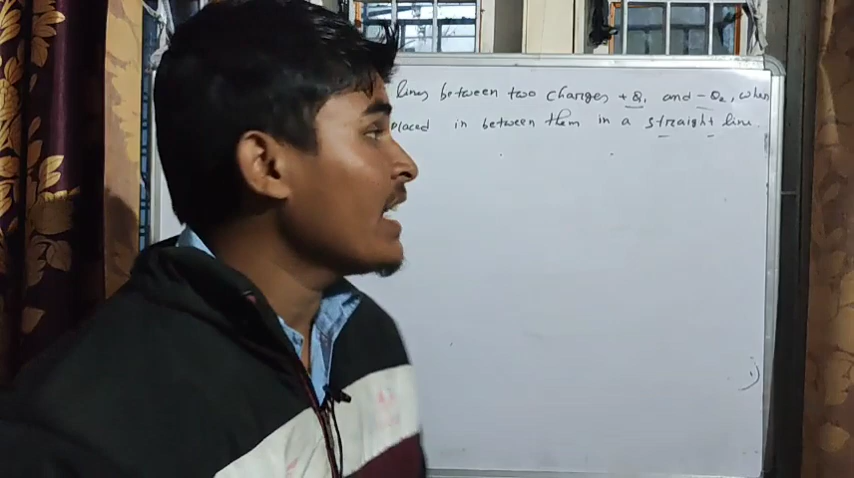 lines between two charges + Q₁ and - Q₂, when
placed in between them in a straight line.
i)